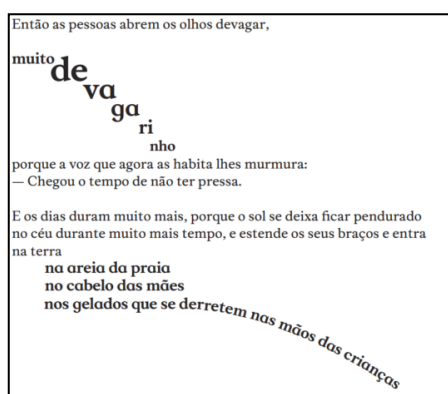 Então as pessoas abrem os olhos devagar,
muito de
va
ga
ri
nho
porque a voz que agora as habita lhes murmura:
— Chegou o tempo de não ter pressa.
E os dias duram muito mais, porque o sol se deixa ficar pendurado
no céu durante muito mais tempo, e estende os seus braços e entra
na terra
na areia da praia
no cabelo das mães
nos gelados que se derretem nas mãos das crianças